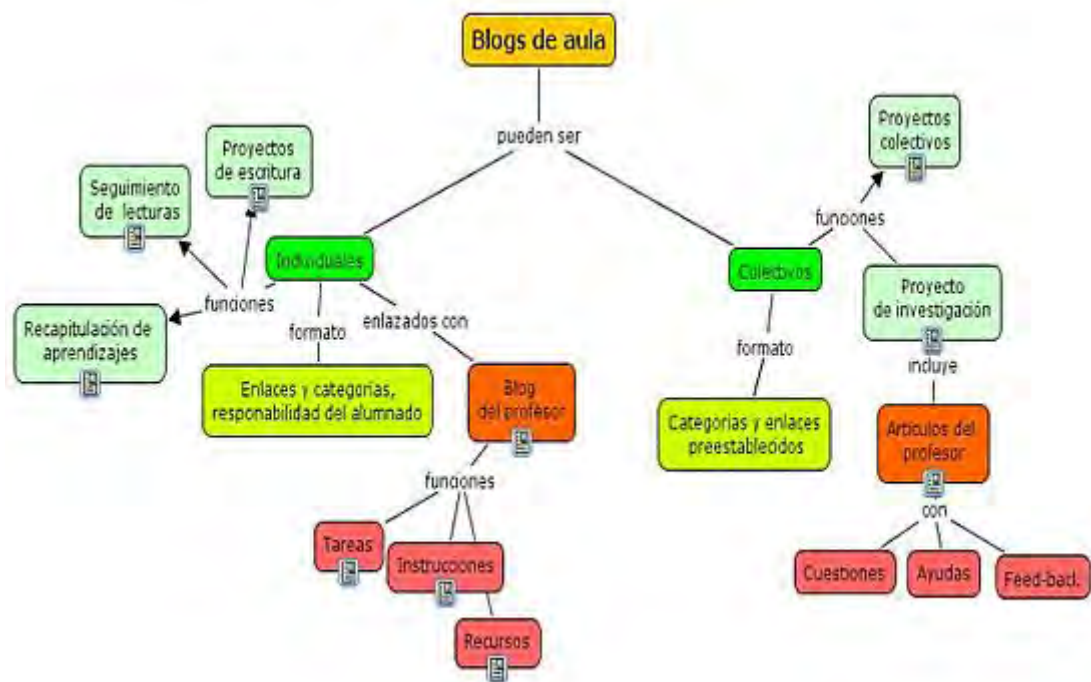 Blogs de aula
pueden ser
Proyectos
colectivos
Proyectos
de escritura
Seguimiento
de lecturas
funciones
Individuales
Colectivos
funciones
Recapitulación de
aprendizajes
formato
enlazados con
formato
Proyecto
de investigación
incluye
Enlaces y categorías,
responabilidad del alumnado
Blog
del profesor
Categorías y enlaces
preestablecidos
Artículos del
profesor
funciones
con
Tareas
Instrucciones
Recursos
Cuestiones
Ayudas
Feed-back.